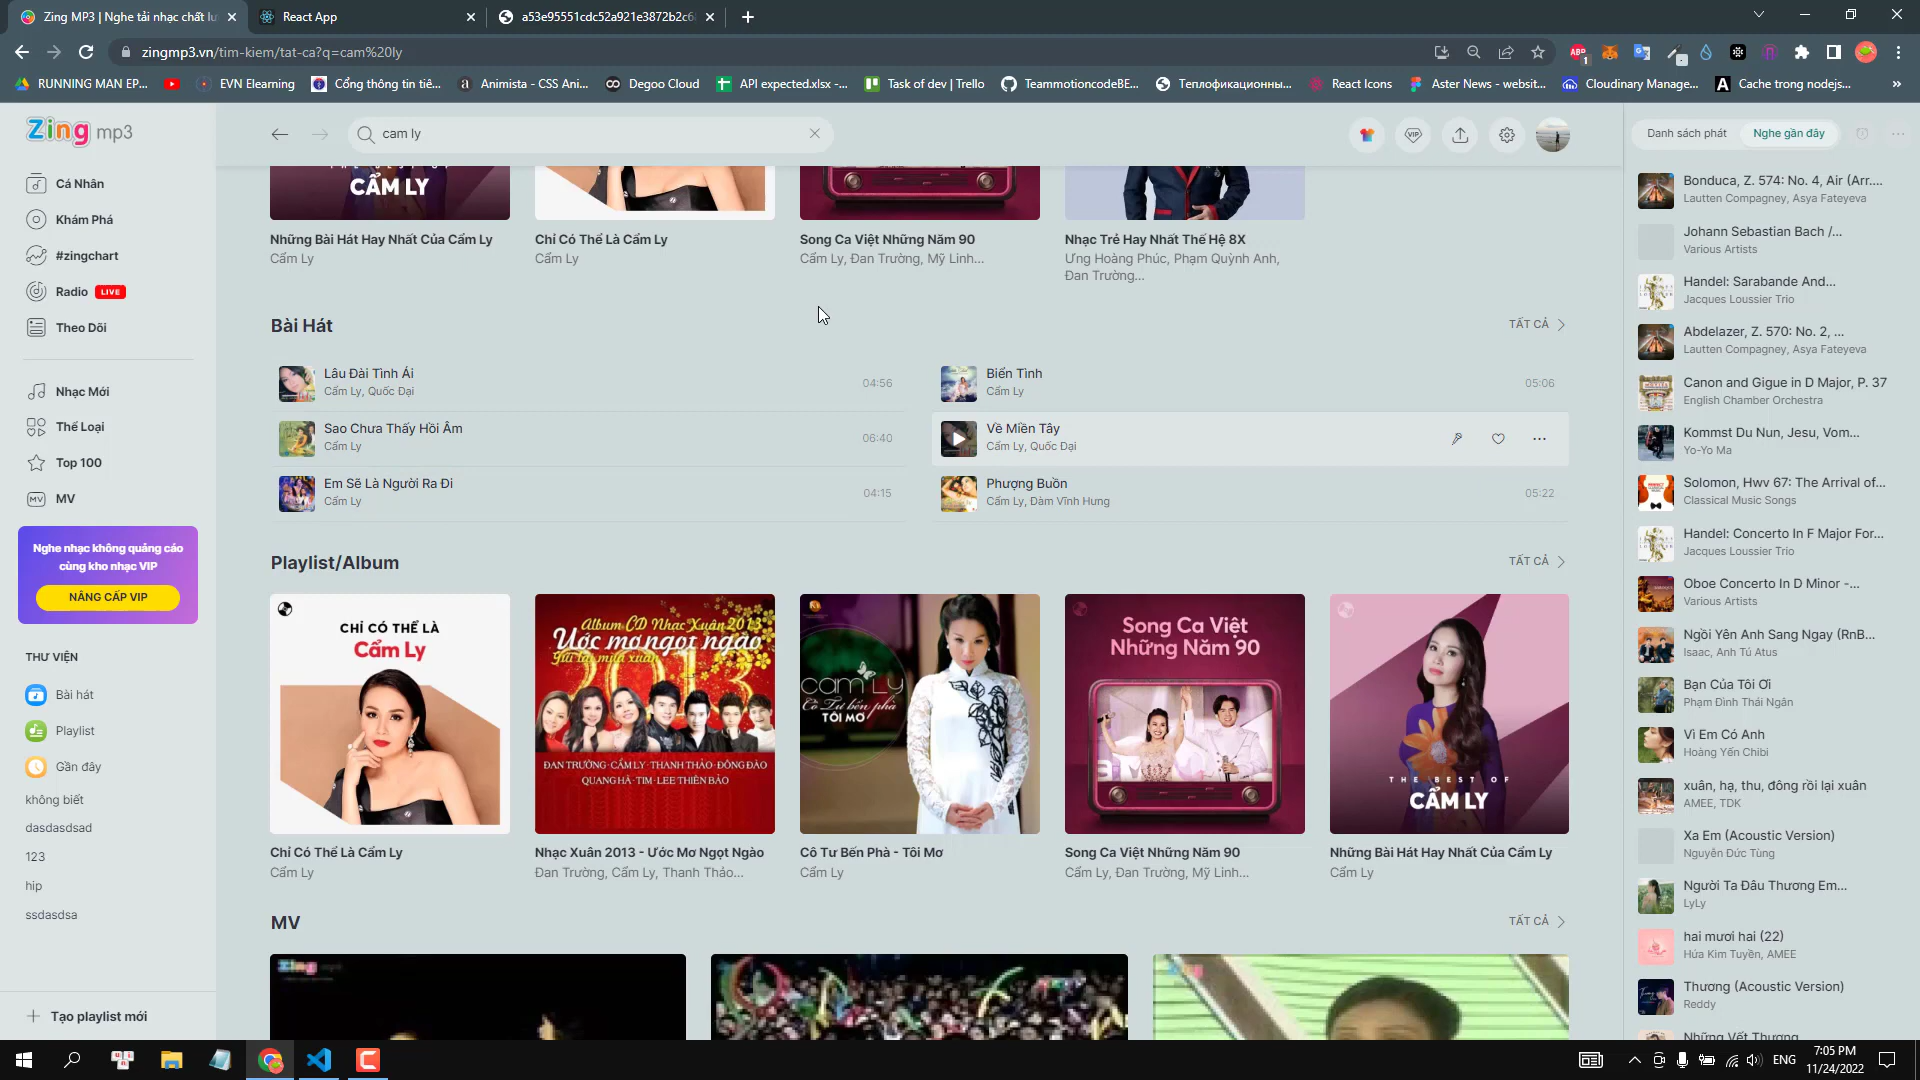 Zing MP3 | Nghe tải nhạc chất lư
React App
a53e95551cdc52a921e3872b2c6
zingmp3.vn/tim-kiem/tat-ca?q=cam%20ly
RUNNING MAN EP...
EVN Elearning
Cổng thông tin tiê...
Animista - CSS Ani...
Degoo Cloud
API expected.xlsx -...
Task of dev | Trello
TeammotioncodeBE...
Теплофикационны...
React Icons
Aster News - websit...
Cloudinary Manage...
Cache trong nodejs...
»
Zing mp3
cam ly
VIP
Danh sách phát
Nghe gần đây
Cá Nhân
Khám Phá
#zingchart
Radio LIVE
Theo Dõi
Nhạc Mới
Thể Loại
Top 100
MV
Nghe nhạc không quảng cáo
cùng kho nhạc VIP
NÂNG CẤP VIP
THƯ VIỆN
Bài hát
Playlist
Gần đây
không biết
dasdasdsad
123
hip
ssdasdsa
Tạo playlist mới
CẨM LY
Những Bài Hát Hay Nhất Của Cẩm Ly
Cẩm Ly
Chỉ Có Thể Là Cẩm Ly
Cẩm Ly
Song Ca Việt Những Năm 90
Cẩm Ly, Đan Trường, Mỹ Linh...
Nhạc Trẻ Hay Nhất Thế Hệ 8X
Ưng Hoàng Phúc, Phạm Quỳnh Anh,
Đan Trường...
Bài Hát
TẤT CẢ
Lâu Đài Tình Ái
Cẩm Ly, Quốc Đại
04:56
Biển Tình
Cẩm Ly
05:06
Sao Chưa Thấy Hồi Âm
Cẩm Ly
06:40
Về Miền Tây
Cẩm Ly, Quốc Đại
Em Sẽ Là Người Ra Đi
Cẩm Ly
04:15
Phượng Buồn
Cẩm Ly, Đàm Vĩnh Hưng
05:22
Playlist/Album
TẤT CẢ
CHỈ CÓ THỂ LÀ
Cẩm Ly
Album CD Nhạc Xuân 2013
Ước mơ ngọt ngào
Gửi lại mùa xuân
2013
ĐAN TRƯỜNG · CẨM LY · THANH THẢO · ĐÔNG ĐÀO
QUANG HÀ · TIM · LEE THIÊN BẢO
cam LY
Cô Tư bến phà
TÔI MƠ
Song Ca Việt
Những Năm 90
THE BEST OF
CẨM LY
Chỉ Có Thể Là Cẩm Ly
Cẩm Ly
Nhạc Xuân 2013 - Ước Mơ Ngọt Ngào
Đan Trường, Cẩm Ly, Thanh Thảo...
Cô Tư Bến Phà - Tôi Mơ
Cẩm Ly
Song Ca Việt Những Năm 90
Cẩm Ly, Đan Trường, Mỹ Linh...
Những Bài Hát Hay Nhất Của Cẩm Ly
Cẩm Ly
MV
TẤT CẢ
Bonduca, Z. 574: No. 4, Air (Arr....
Lautten Compagney, Asya Fateyeva
Johann Sebastian Bach /...
Various Artists
Handel: Sarabande And...
Jacques Loussier Trio
Abdelazer, Z. 570: No. 2, ...
Lautten Compagney, Asya Fateyeva
Canon and Gigue in D Major, P. 37
English Chamber Orchestra
Kommst Du Nun, Jesu, Vom...
Yo-Yo Ma
Solomon, Hwv 67: The Arrival of...
Classical Music Songs
Handel: Concerto In F Major For...
Jacques Loussier Trio
Oboe Concerto In D Minor -...
Various Artists
Ngồi Yên Anh Sang Ngay (RnB...
Isaac, Anh Tú Atus
Bạn Của Tôi Ơi
Phạm Đình Thái Ngân
Vì Em Có Anh
Hoàng Yến Chibi
xuân, hạ, thu, đông rồi lại xuân
AMEE, TDK
Xa Em (Acoustic Version)
Nguyễn Đức Tùng
Người Ta Đâu Thương Em...
LyLy
hai mươi hai (22)
Hứa Kim Tuyền, AMEE
Thương (Acoustic Version)
Reddy
Những Vết Thương
ENG
7:05 PM
11/24/2022